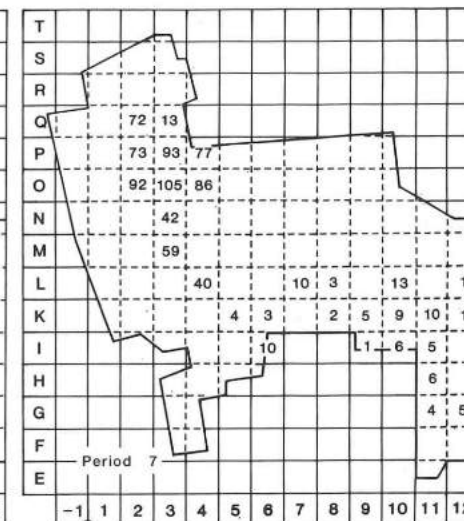 T
S
R
Q 72 13
P 73 93 77
O 92 105 86
N 42
M 59
L 40 10 3 13 1
K 4 3 2 5 9 10 1
I 10 1 6 5
H 6
G 4 5
F
E
Period 7
-1 1 2 3 4 5 6 7 8 9 10 11 12